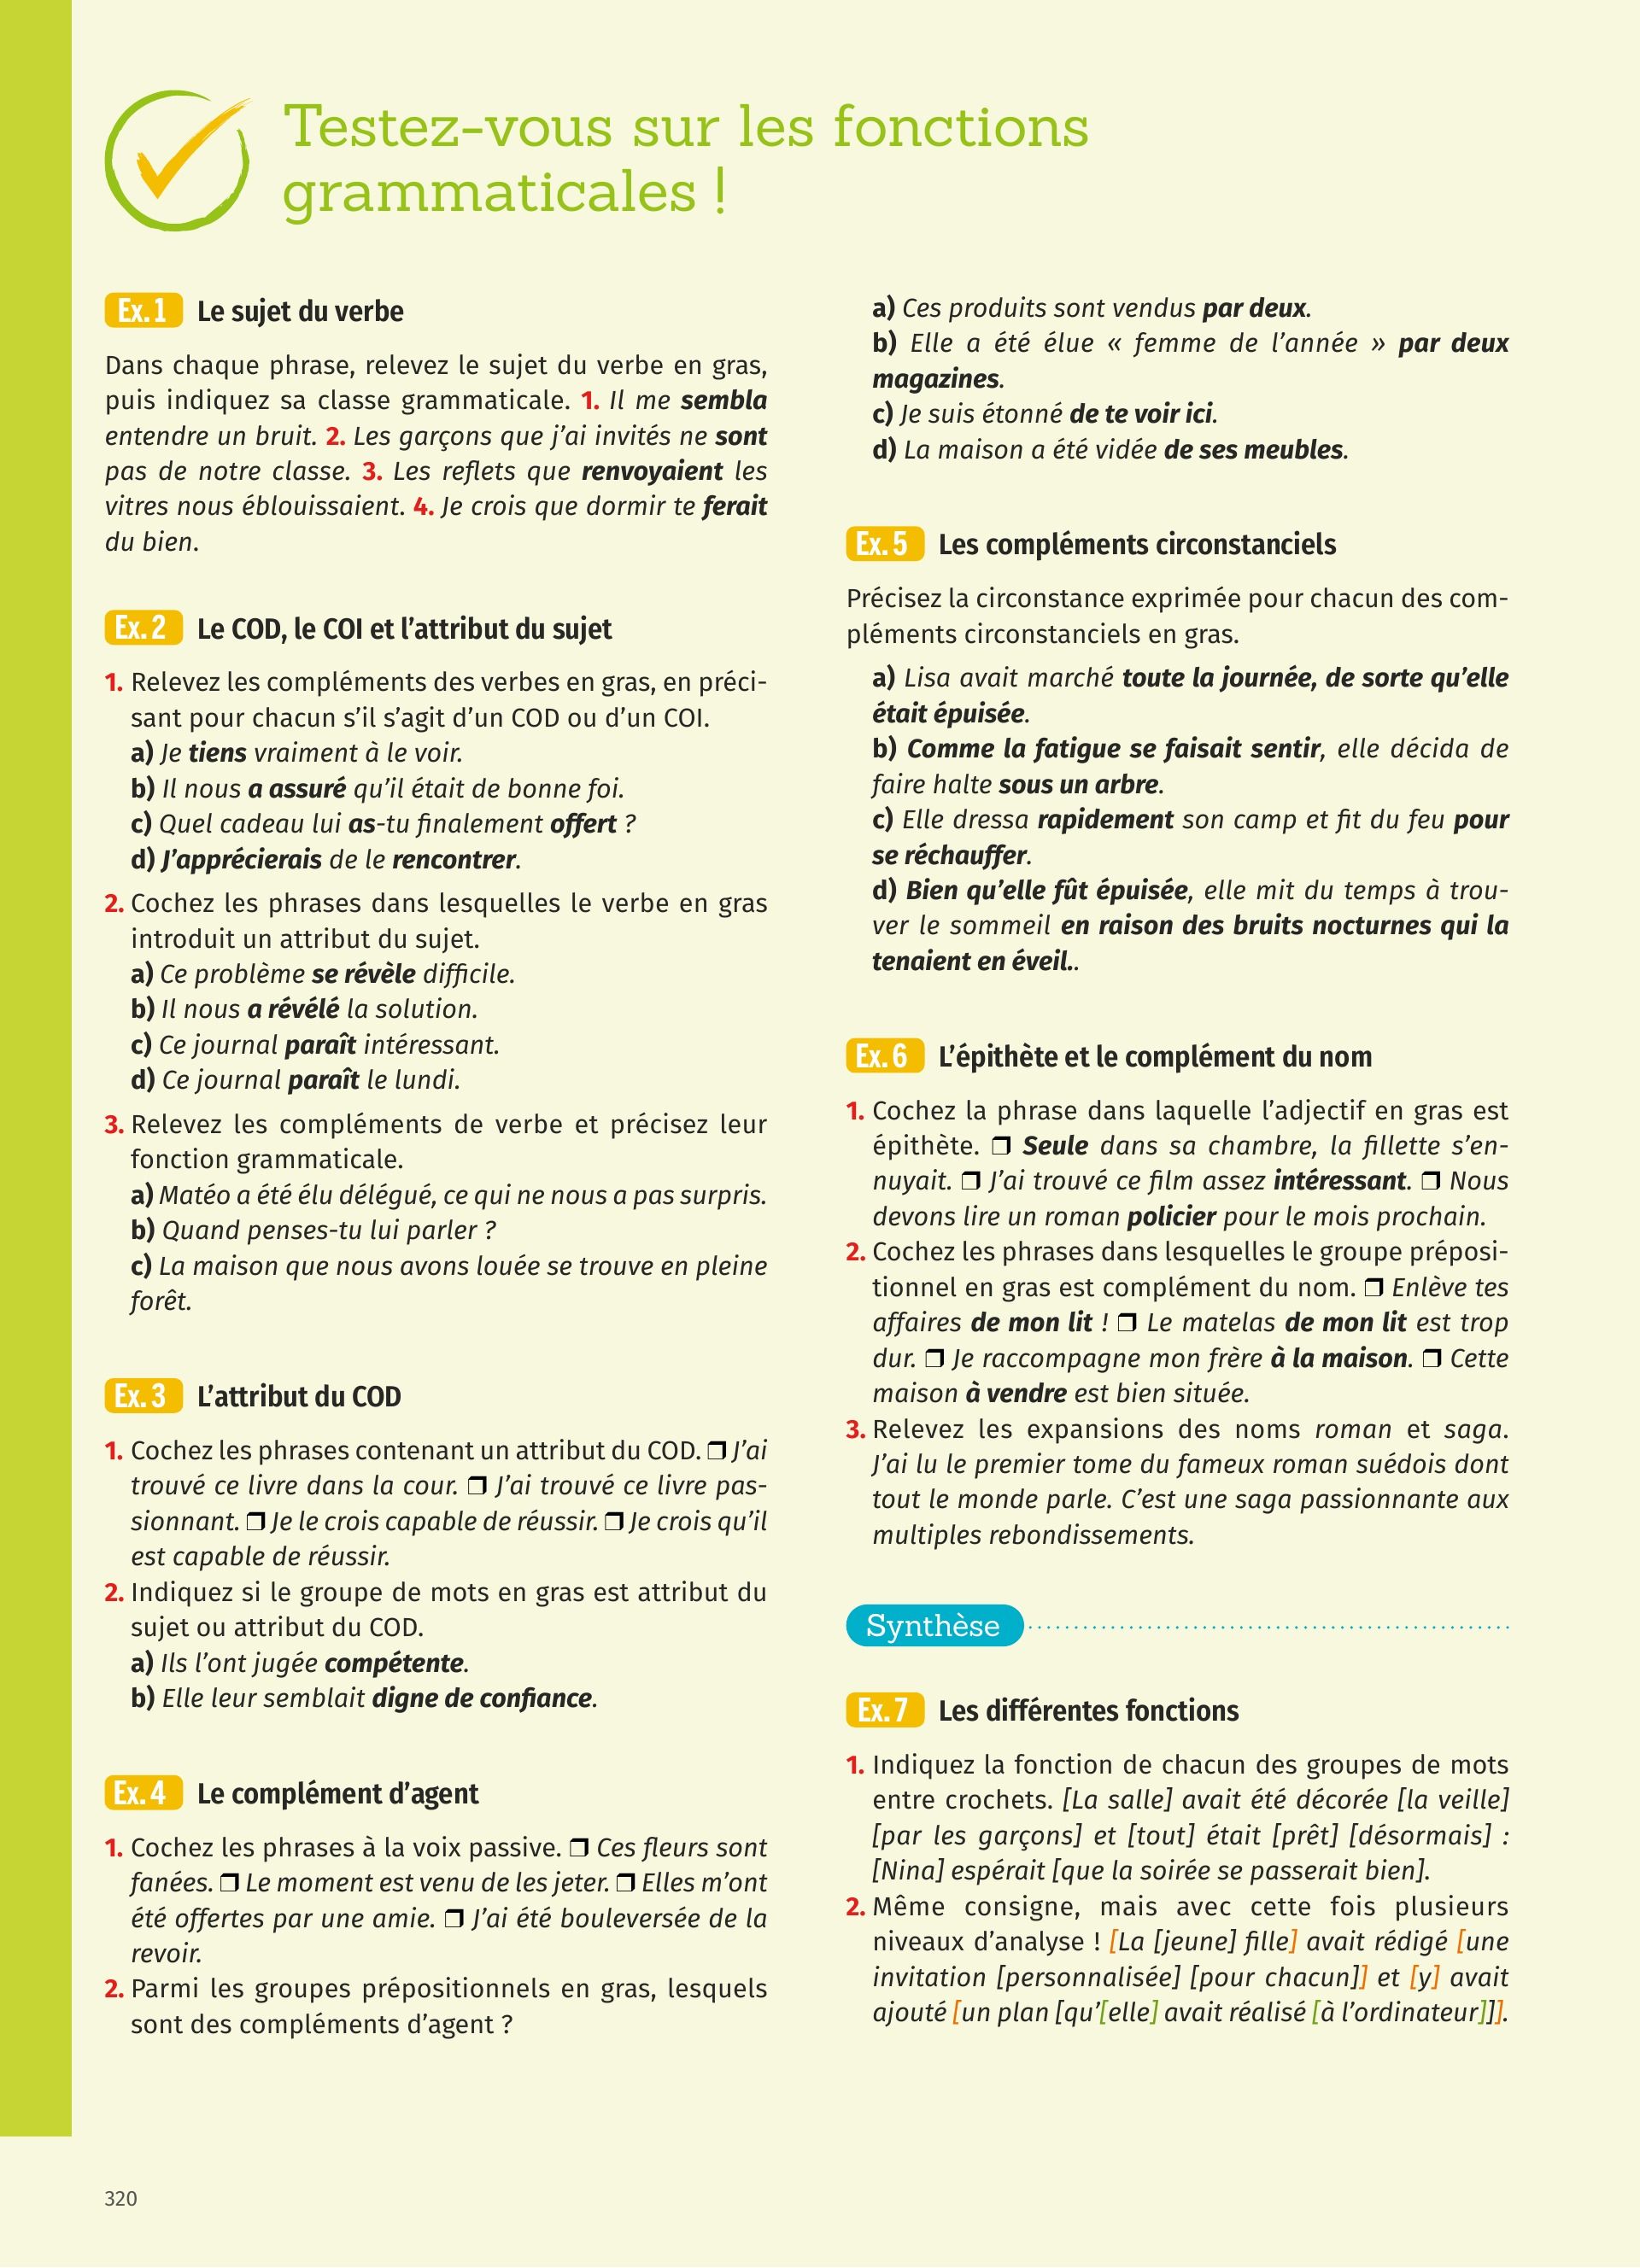 Testez-vous sur les fonctions
grammaticales !
Ex. 1 Le sujet du verbe
Dans chaque phrase, relevez le sujet du verbe en gras,
puis indiquez sa classe grammaticale. 1. Il me sembla
entendre un bruit. 2. Les garçons que j’ai invités ne sont
pas de notre classe. 3. Les reflets que renvoyaient les
vitres nous éblouissaient. 4. Je crois que dormir te ferait
du bien.
Ex. 2 Le COD, le COI et l’attribut du sujet
1. Relevez les compléments des verbes en gras, en préci-
sant pour chacun s’il s’agit d’un COD ou d’un COI.
a) Je tiens vraiment à le voir.
b) Il nous a assuré qu’il était de bonne foi.
c) Quel cadeau lui as-tu finalement offert ?
d) J’apprécierais de le rencontrer.
2. Cochez les phrases dans lesquelles le verbe en gras
introduit un attribut du sujet.
a) Ce problème se révèle difficile.
b) Il nous a révélé la solution.
c) Ce journal paraît intéressant.
d) Ce journal paraît le lundi.
3. Relevez les compléments de verbe et précisez leur
fonction grammaticale.
a) Matéo a été élu délégué, ce qui ne nous a pas surpris.
b) Quand penses-tu lui parler ?
c) La maison que nous avons louée se trouve en pleine
forêt.
Ex. 3 L’attribut du COD
1. Cochez les phrases contenant un attribut du COD. ❒ J’ai
trouvé ce livre dans la cour. ❒ J’ai trouvé ce livre pas-
sionnant. ❒ Je le crois capable de réussir. ❒ Je crois qu’il
est capable de réussir.
2. Indiquez si le groupe de mots en gras est attribut du
sujet ou attribut du COD.
a) Ils l’ont jugée compétente.
b) Elle leur semblait digne de confiance.
Ex. 4 Le complément d’agent
1. Cochez les phrases à la voix passive. ❒ Ces fleurs sont
fanées. ❒ Le moment est venu de les jeter. ❒ Elles m’ont
été offertes par une amie. ❒ J’ai été bouleversée de la
revoir.
2. Parmi les groupes prépositionnels en gras, lesquels
sont des compléments d’agent ?
a) Ces produits sont vendus par deux.
b) Elle a été élue « femme de l’année » par deux
magazines.
c) Je suis étonné de te voir ici.
d) La maison a été vidée de ses meubles.
Ex. 5 Les compléments circonstanciels
Précisez la circonstance exprimée pour chacun des com-
pléments circonstanciels en gras.
a) Lisa avait marché toute la journée, de sorte qu’elle
était épuisée.
b) Comme la fatigue se faisait sentir, elle décida de
faire halte sous un arbre.
c) Elle dressa rapidement son camp et fit du feu pour
se réchauffer.
d) Bien qu’elle fût épuisée, elle mit du temps à trou-
ver le sommeil en raison des bruits nocturnes qui la
tenaient en éveil..
Ex. 6 L’épithète et le complément du nom
1. Cochez la phrase dans laquelle l’adjectif en gras est
épithète. ❒ Seule dans sa chambre, la fillette s’en-
nuyait. ❒ J’ai trouvé ce film assez intéressant. ❒ Nous
devons lire un roman policier pour le mois prochain.
2. Cochez les phrases dans lesquelles le groupe préposi-
tionnel en gras est complément du nom. ❒ Enlève tes
affaires de mon lit ! ❒ Le matelas de mon lit est trop
dur. ❒ Je raccompagne mon frère à la maison. ❒ Cette
maison à vendre est bien située.
3. Relevez les expansions des noms roman et saga.
J’ai lu le premier tome du fameux roman suédois dont
tout le monde parle. C’est une saga passionnante aux
multiples rebondissements.
Synthèse
Ex. 7 Les différentes fonctions
1. Indiquez la fonction de chacun des groupes de mots
entre crochets. [La salle] avait été décorée [la veille]
[par les garçons] et [tout] était [prêt] [désormais] :
[Nina] espérait [que la soirée se passerait bien].
2. Même consigne, mais avec cette fois plusieurs
niveaux d’analyse ! [La [jeune] fille] avait rédigé [une
invitation [personnalisée] [pour chacun]] et [y] avait
ajouté [un plan [qu’[elle] avait réalisé [à l’ordinateur]]].
320